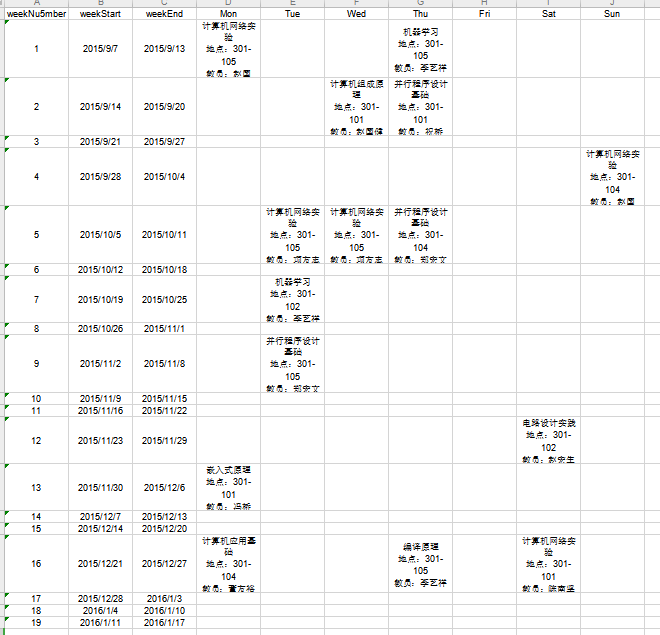 A B C D E F G H I J
weekNu5mber weekStart weekEnd Mon Tue Wed Thu Fri Sat Sun
1 2015/9/7 2015/9/13
计算机网络实
验
地点：301-
105
教员：赵国
机器学习
地点：301-
105
教员：李艺祥
2 2015/9/14 2015/9/20
计算机组成原
理
地点：301-
101
教员：赵国健
并行程序设计
基础
地点：301-
101
教员：祝桥
3 2015/9/21 2015/9/27
4 2015/9/28 2015/10/4
计算机网络实
验
地点：301-
104
教员：赵国
5 2015/10/5 2015/10/11
计算机网络实
验
地点：301-
105
教员：项方志
计算机网络实
验
地点：301-
105
教员：项方志
并行程序设计
基础
地点：301-
104
教员：郑宏文
6 2015/10/12 2015/10/18
7 2015/10/19 2015/10/25
机器学习
地点：301-
102
教员：李艺祥
8 2015/10/26 2015/11/1
9 2015/11/2 2015/11/8
并行程序设计
基础
地点：301-
105
教员：郑宏文
10 2015/11/9 2015/11/15
11 2015/11/16 2015/11/22
12 2015/11/23 2015/11/29
电路设计实践
地点：301-
102
教员：赵宏生
13 2015/11/30 2015/12/6
嵌入式原理
地点：301-
101
教员：冯桥
14 2015/12/7 2015/12/13
15 2015/12/14 2015/12/20
16 2015/12/21 2015/12/27
计算机应用基
础
地点：301-
104
教员：董友裕
编译原理
地点：301-
105
教员：李艺祥
计算机网络实
验
地点：301-
101
教员：陈南坚
17 2015/12/28 2016/1/3
18 2016/1/4 2016/1/10
19 2016/1/11 2016/1/17